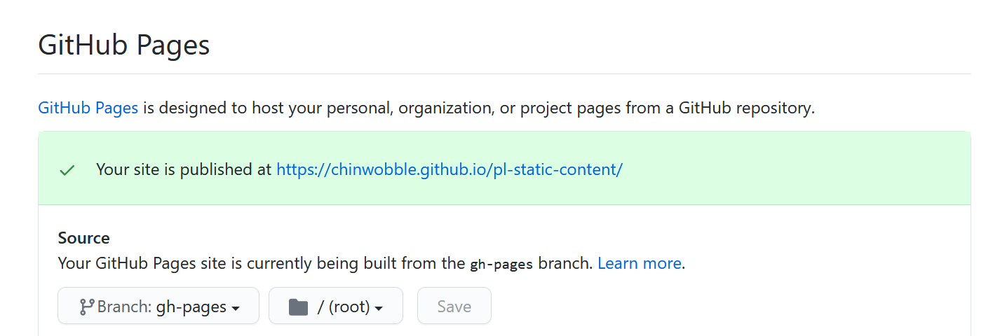 GitHub Pages
GitHub Pages is designed to host your personal, organization, or project pages from a GitHub repository.
Your site is published at https://chinwobble.github.io/pl-static-content/
Source
Your GitHub Pages site is currently being built from the gh-pages branch. Learn more.
Branch: gh-pages / (root) Save